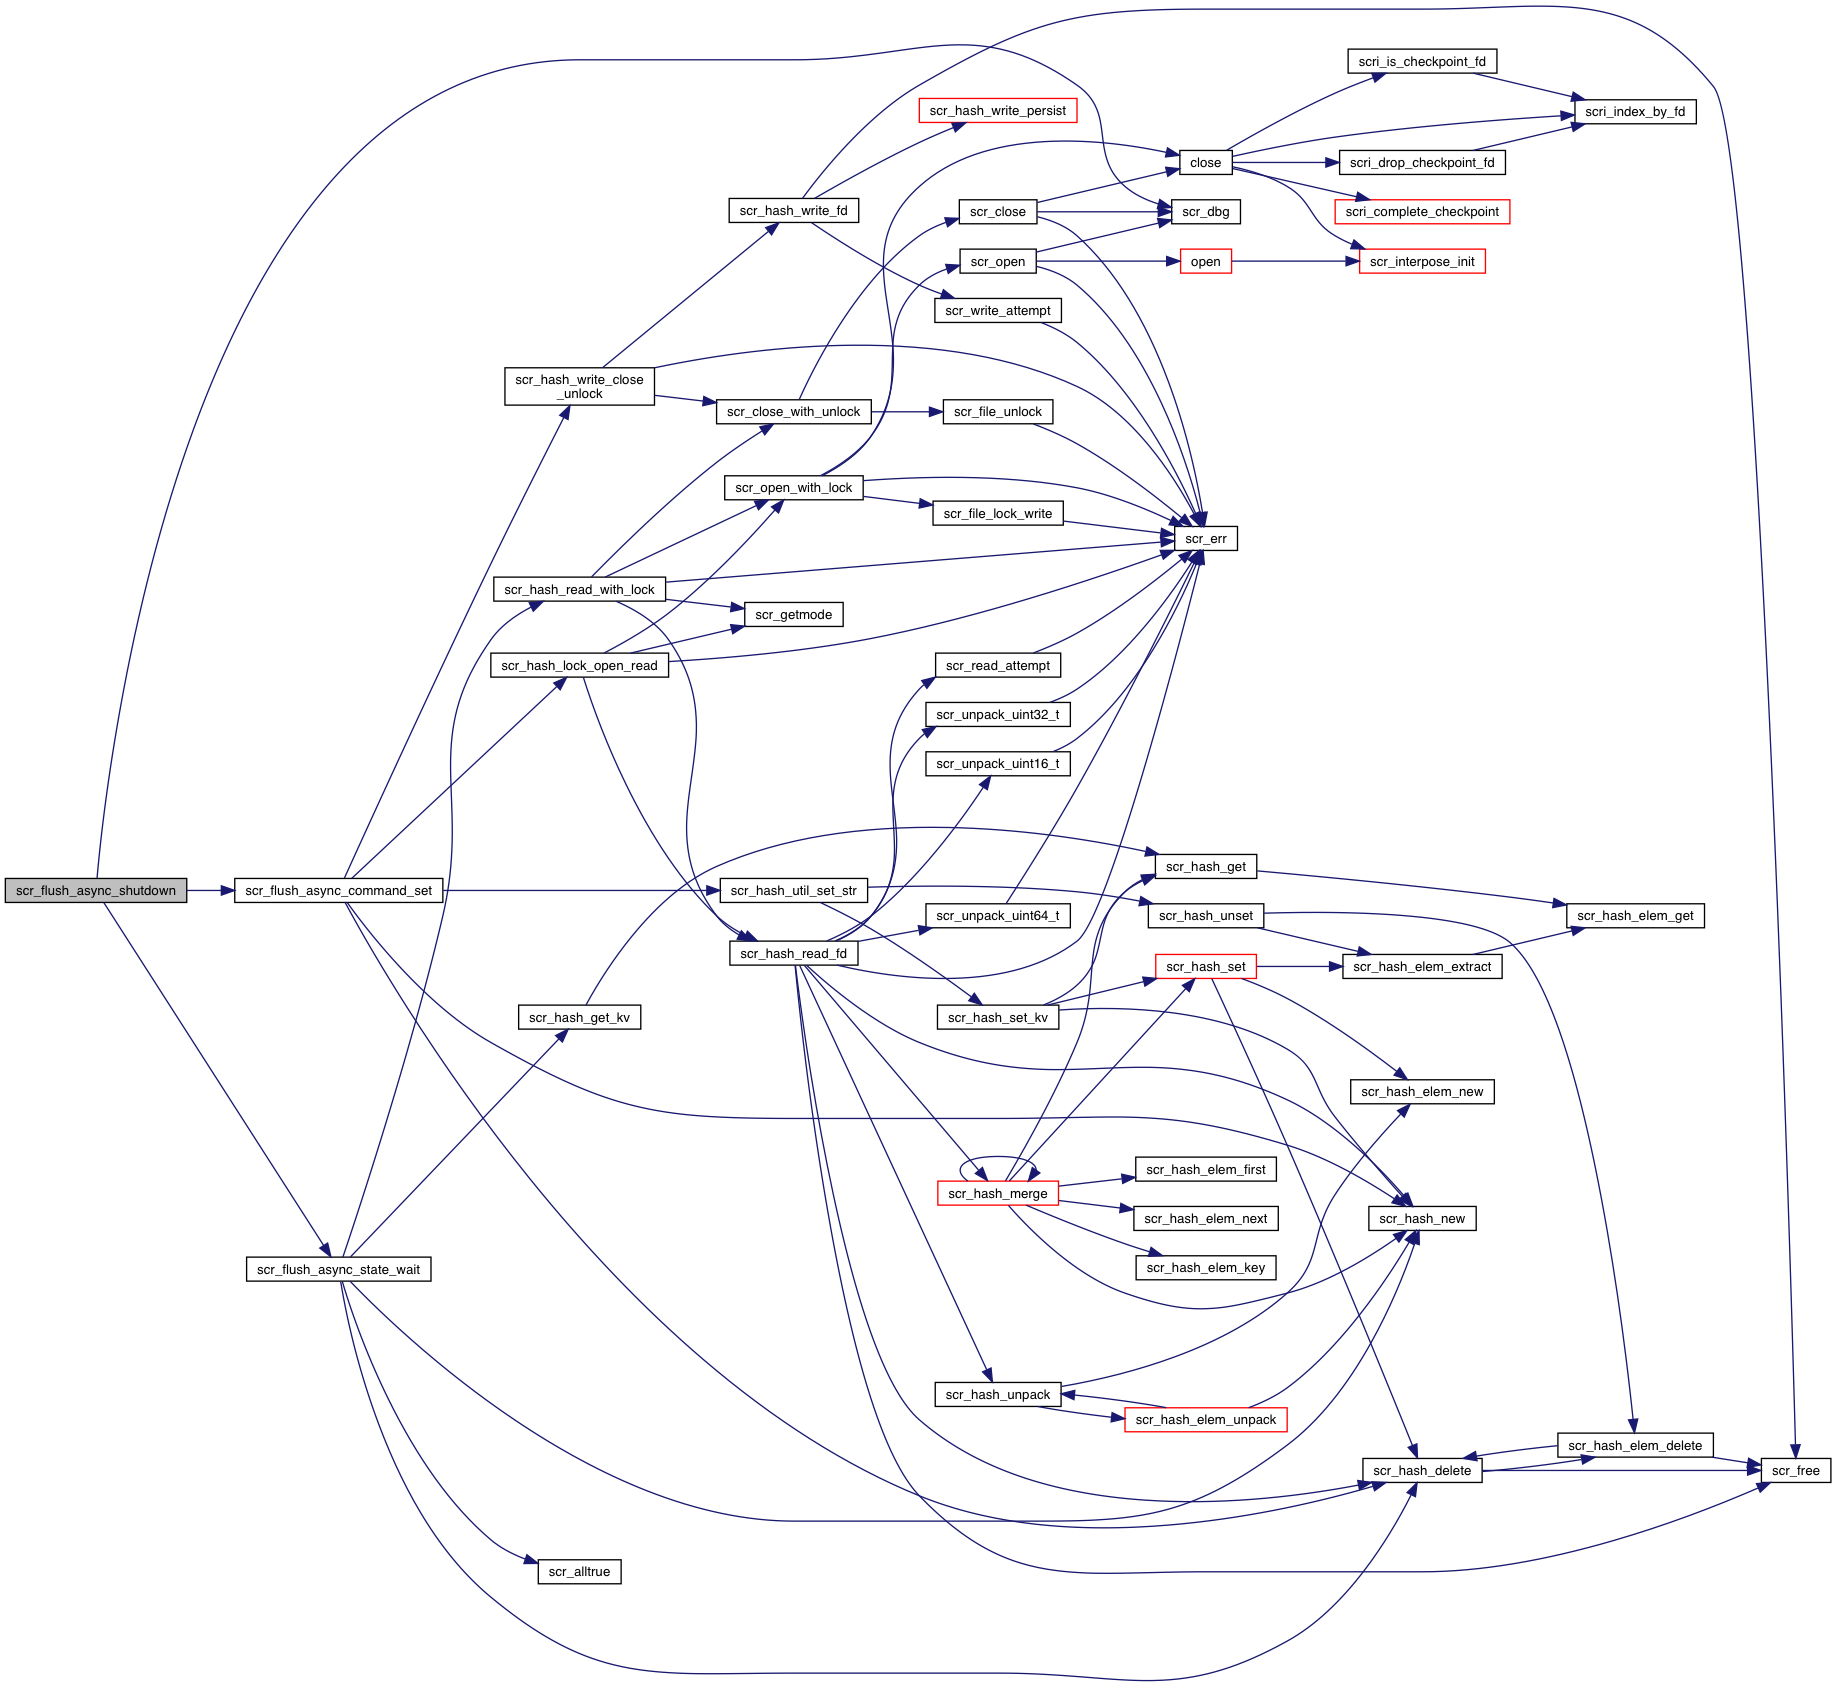 scri_is_checkpoint_fd
scr_hash_write_persist
scri_index_by_fd
close
scri_drop_checkpoint_fd
scr_hash_write_fd
scr_close
scr_dbg
scri_complete_checkpoint
scr_open
open
scr_interpose_init
scr_write_attempt
scr_hash_write_close
_unlock
scr_close_with_unlock
scr_file_unlock
scr_open_with_lock
scr_file_lock_write
scr_err
scr_hash_read_with_lock
scr_getmode
scr_hash_lock_open_read
scr_read_attempt
scr_unpack_uint32_t
scr_unpack_uint16_t
scr_hash_get
scr_flush_async_shutdown
scr_flush_async_command_set
scr_hash_util_set_str
scr_unpack_uint64_t
scr_hash_unset
scr_hash_elem_get
scr_hash_read_fd
scr_hash_set
scr_hash_elem_extract
scr_hash_get_kv
scr_hash_set_kv
scr_hash_elem_new
scr_hash_elem_first
scr_hash_merge
scr_hash_elem_next
scr_hash_new
scr_flush_async_state_wait
scr_hash_elem_key
scr_hash_unpack
scr_hash_elem_unpack
scr_hash_elem_delete
scr_hash_delete
scr_free
scr_alltrue